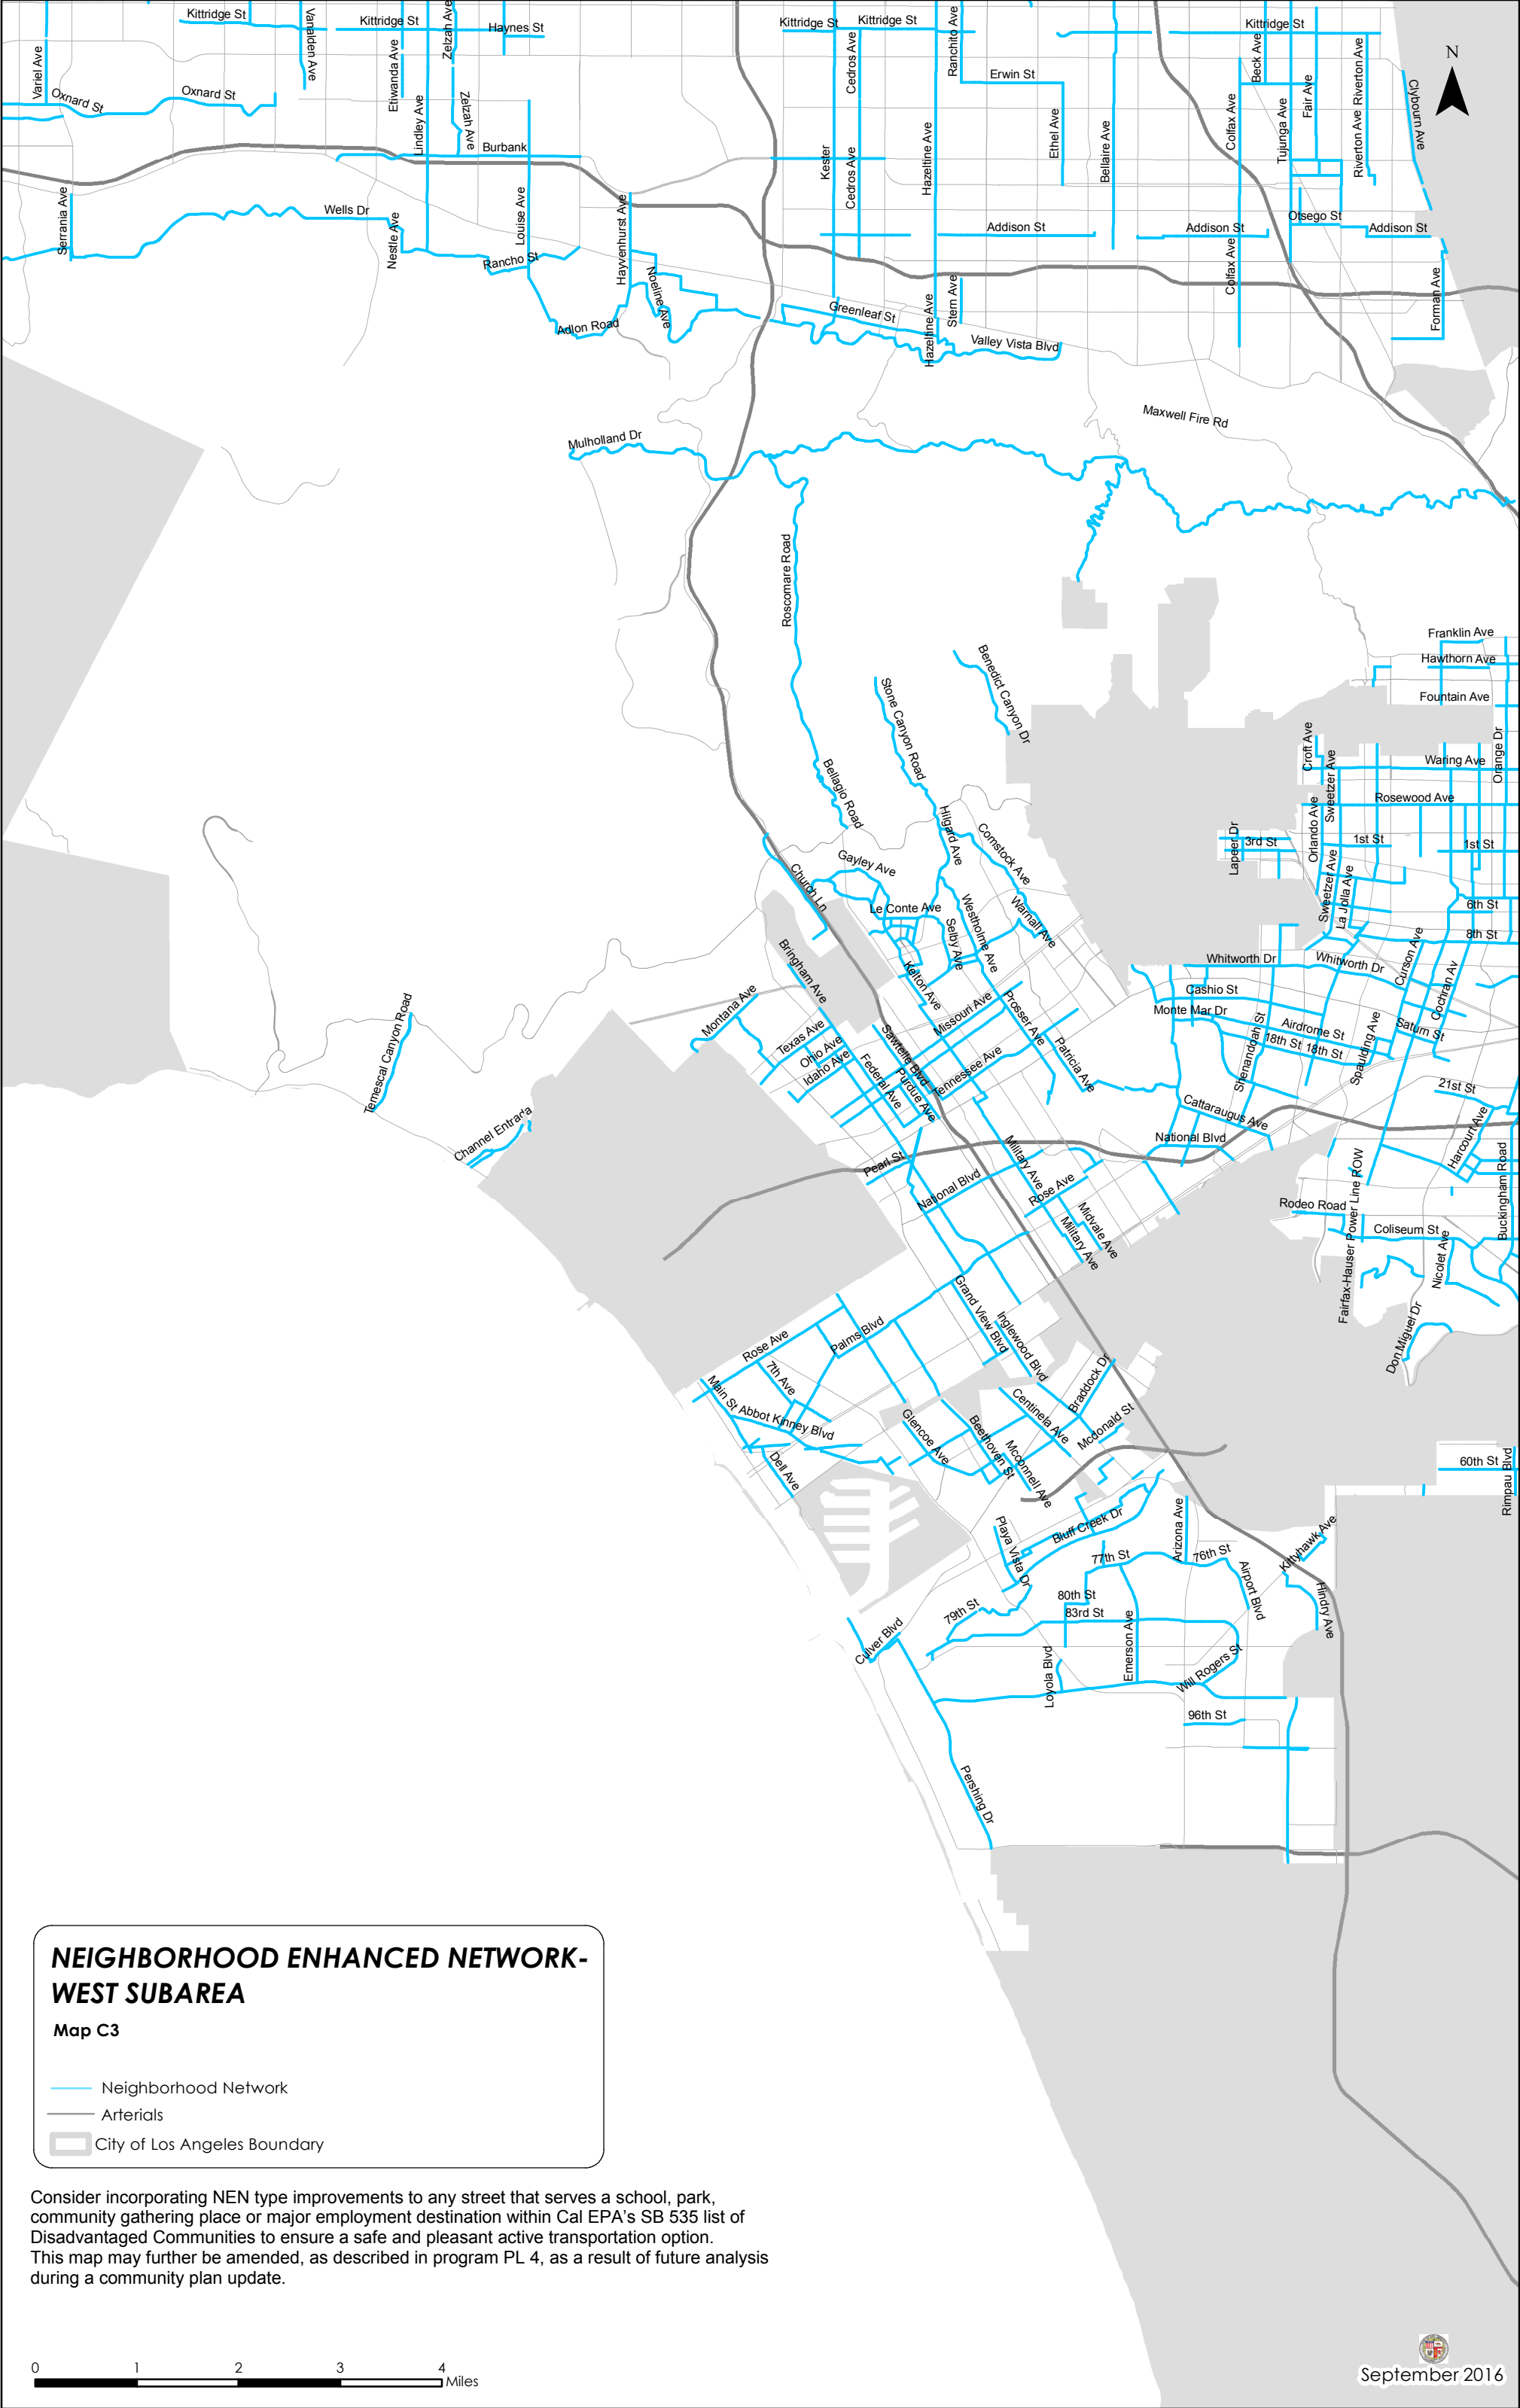 Kittridge St
Vanalden Ave
Kittridge St
Zelzah Ave
Haynes St
Kittridge St
Kittridge St
Ranchito Ave
Kittridge St
Variel Ave
Oxnard St
Oxnard St
Etiwanda Ave
Lindley Ave
Zelzah Ave
Burbank
Cedros Ave
Erwin St
Ethel Ave
Bellaire Ave
Beck Ave
Colfax Ave
Tujunga Ave
Fair Ave
Riverton Ave
Riverton Ave
Clybourn Ave
N
Kester
Cedros Ave
Hazeltine Ave
Serrania Ave
Wells Dr
Nestle Ave
Louise Ave
Rancho St
Hayvenhurst Ave
Noeline Ave
Adlon Road
Addison St
Addison St
Otsego St
Addison St
Colfax Ave
Forman Ave
Greenleaf St
Hazeltine Ave
Stern Ave
Valley Vista Blvd
Maxwell Fire Rd
Mulholland Dr
Roscomare Road
Bellagio Road
Stone Canyon Road
Benedict Canyon Dr
Franklin Ave
Hawthorn Ave
Fountain Ave
Croft Ave
Sweetzer Ave
Orange Dr
Waring Ave
Rosewood Ave
Orlando Ave
Lapeer Dr
3rd St
1st St
1st St
Sweetzer Ave
La Jolla Ave
6th St
8th St
Hilgard Ave
Comstock Ave
Gayley Ave
Church Ln
Le Conte Ave
Westholme Ave
Selby Ave
Warnall Ave
Kelton Ave
Bringham Ave
Montana Ave
Texas Ave
Ohio Ave
Idaho Ave
Federal Ave
Sawtelle Blvd
Purdue Ave
Missouri Ave
Tennessee Ave
Prosser Ave
Patricia Ave
Whitworth Dr
Whitworth Dr
Curson Ave
Cochran Av
Cashio St
Monte Mar Dr
Airdrome St
18th St
18th St
Saturn St
Shenandoah St
Spaulding Ave
21st St
Cattaraugus Ave
National Blvd
Harcourt Ave
Buckingham Road
Temescal Canyon Road
Channel Entrada
Pearl St
National Blvd
Military Ave
Rose Ave
Midvale Ave
Military Ave
Rodeo Road
Fairfax-Hauser Power Line ROW
Coliseum St
Nicolet Ave
Don Miguel Dr
Grand View Blvd
Inglewood Blvd
Rose Ave
Palms Blvd
7th Ave
Main St
Abbot Kinney Blvd
Dell Ave
Glencoe Ave
Beethoven St
Mcconnell Ave
Centinela Ave
Braddock Dr
Mcdonald St
60th St
Rimpau Blvd
Playa Vista Dr
Bluff Creek Dr
Arizona Ave
77th St
76th St
Airport Blvd
Kittyhawk Ave
Hindry Ave
79th St
80th St
83rd St
Culver Blvd
Loyola Blvd
Emerson Ave
Will Rogers St
96th St
Pershing Dr
NEIGHBORHOOD ENHANCED NETWORK-
WEST SUBAREA
Map C3
Neighborhood Network
Arterials
City of Los Angeles Boundary
Consider incorporating NEN type improvements to any street that serves a school, park,
community gathering place or major employment destination within Cal EPA’s SB 535 list of
Disadvantaged Communities to ensure a safe and pleasant active transportation option.
This map may further be amended, as described in program PL 4, as a result of future analysis
during a community plan update.
0 1 2 3 4
Miles
September 2016